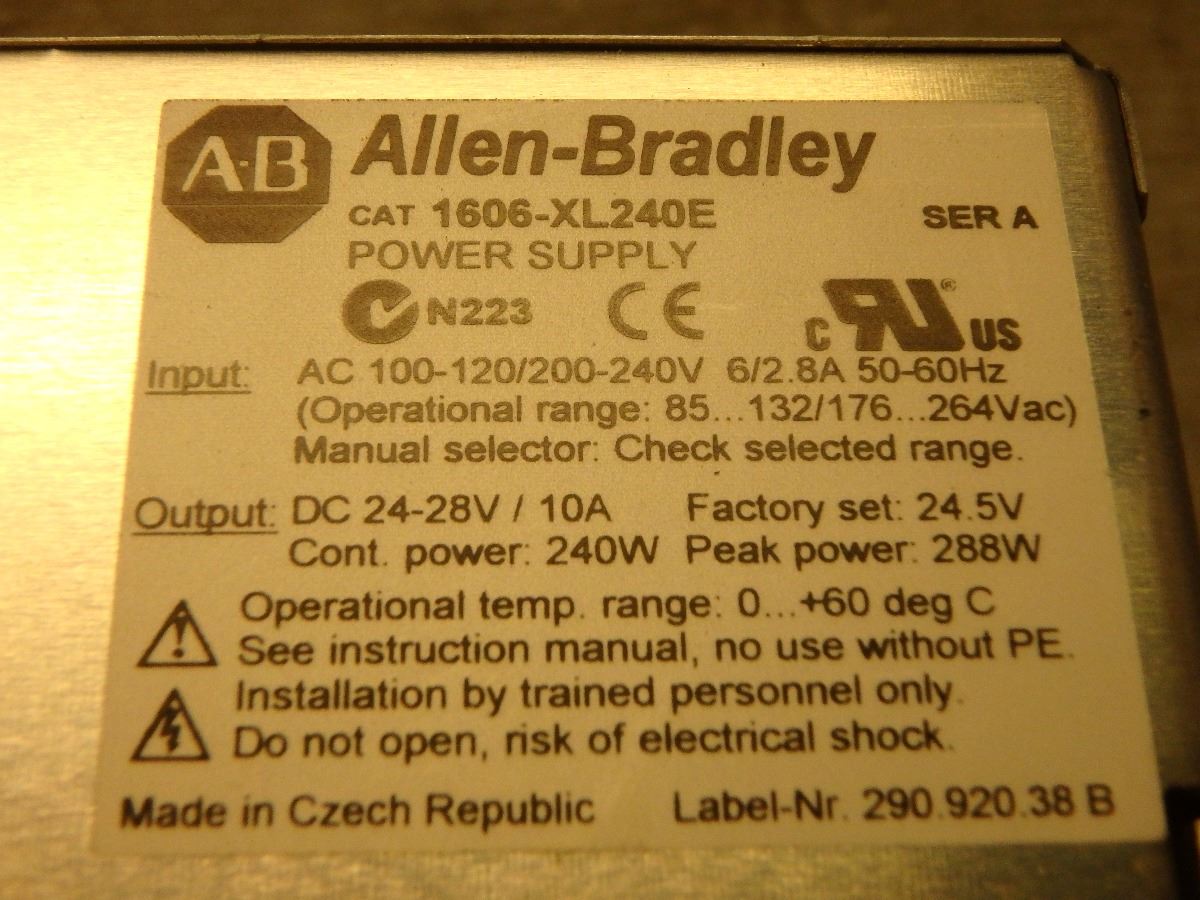 A-B Allen-Bradley
CAT 1606-XL240E SER A
POWER SUPPLY
N223 CE C RU® US
Input: AC 100-120/200-240V 6/2.8A 50-60Hz
(Operational range: 85...132/176...264Vac)
Manual selector: Check selected range.
Output: DC 24-28V / 10A Factory set: 24.5V
Cont. power: 240W Peak power: 288W
Operational temp. range: 0...+60 deg C
See instruction manual, no use without PE.
Installation by trained personnel only.
Do not open, risk of electrical shock.
Made in Czech Republic Label-Nr. 290.920.38 B